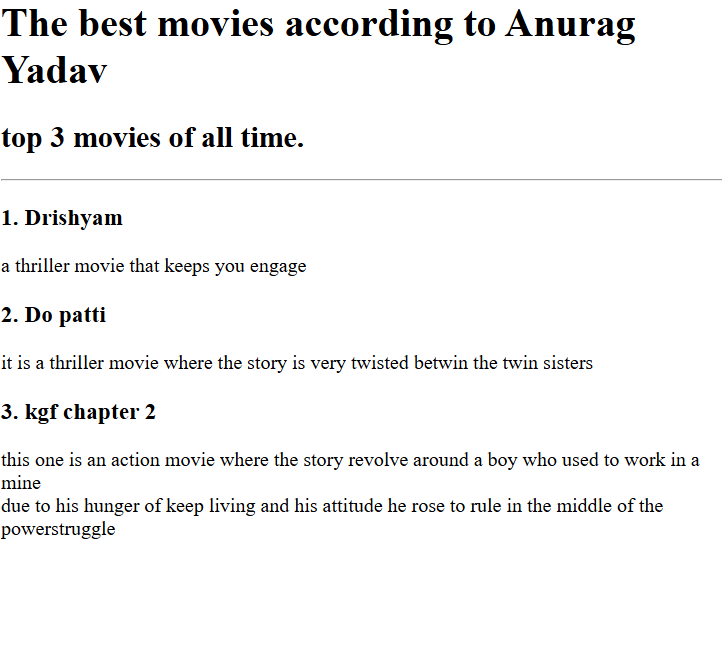 The best movies according to Anurag
Yadav
top 3 movies of all time.
1. Drishyam
a thriller movie that keeps you engage
2. Do patti
it is a thriller movie where the story is very twisted betwin the twin sisters
3. kgf chapter 2
this one is an action movie where the story revolve around a boy who used to work in a
mine
due to his hunger of keep living and his attitude he rose to rule in the middle of the
powerstruggle